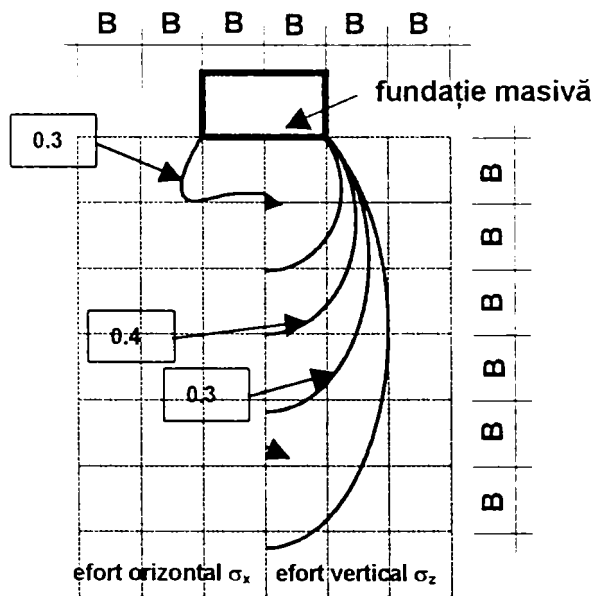 B B B B B B
fundație masivă
0.3
B
B
B
0.4
B
0.3
B
B
efort orizontal σx efort vertical σz